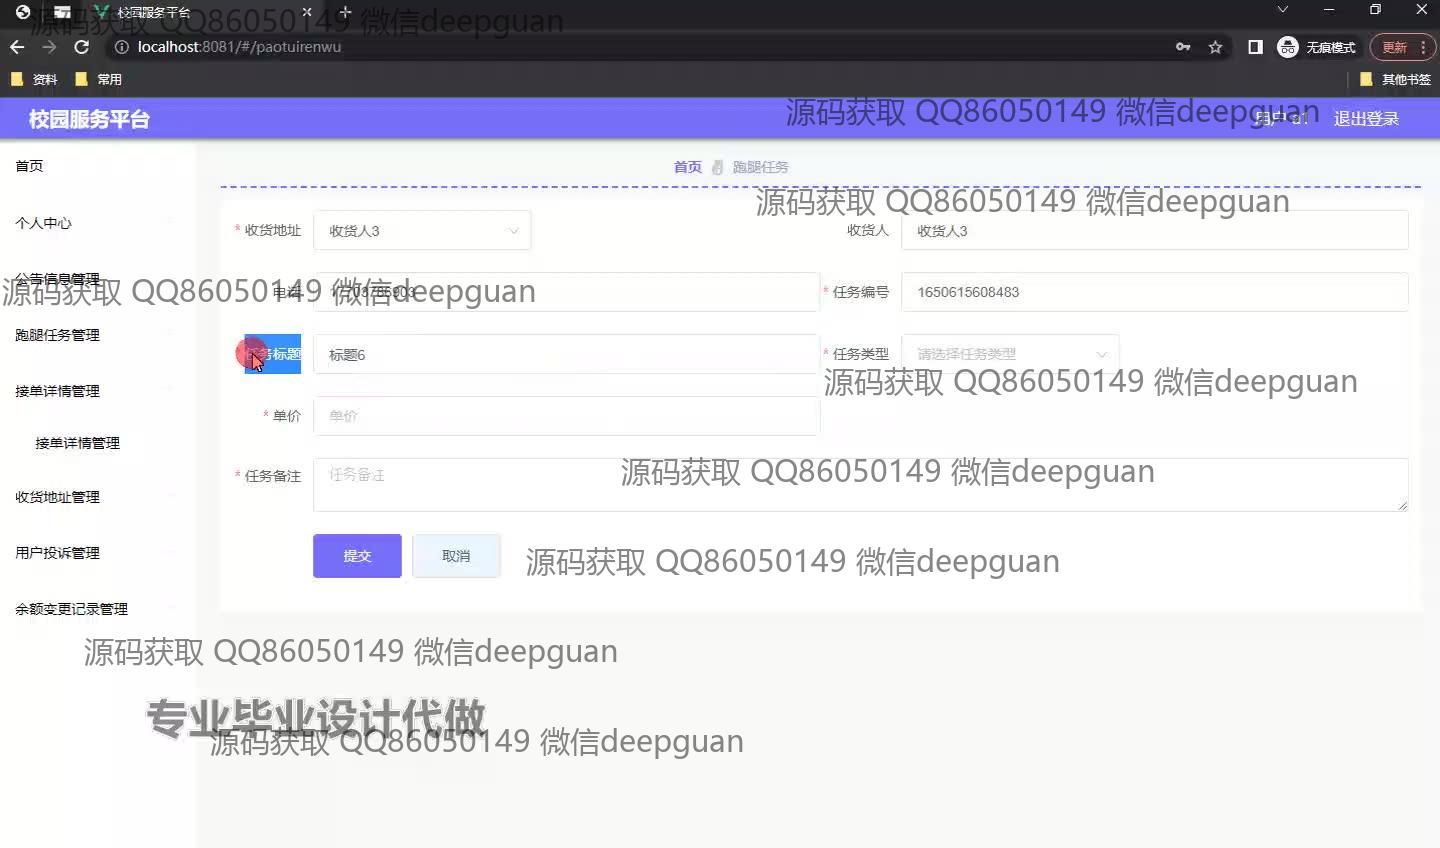 校园服务平台
源码获取 QQ86050149 微信deepguan
localhost:8081/#/paotuirenwu
无痕模式
更新
资料
常用
其他书签
校园服务平台
源码获取 QQ86050149 微信deepguan
用户 a1
退出登录
首页
首页
跑腿任务
源码获取 QQ86050149 微信deepguan
个人中心
* 收货地址
收货人3
收货人
收货人3
公告信息管理
源码获取 QQ86050149 微信deepguan
电话
* 任务编号
1650615608483
跑腿任务管理
任务标题
标题6
* 任务类型
请选择任务类型
源码获取 QQ86050149 微信deepguan
接单详情管理
* 单价
单价
接单详情管理
* 任务备注
任务备注
源码获取 QQ86050149 微信deepguan
收货地址管理
用户投诉管理
提交
取消
源码获取 QQ86050149 微信deepguan
余额变更记录管理
源码获取 QQ86050149 微信deepguan
专业毕业设计代做
源码获取 QQ86050149 微信deepguan